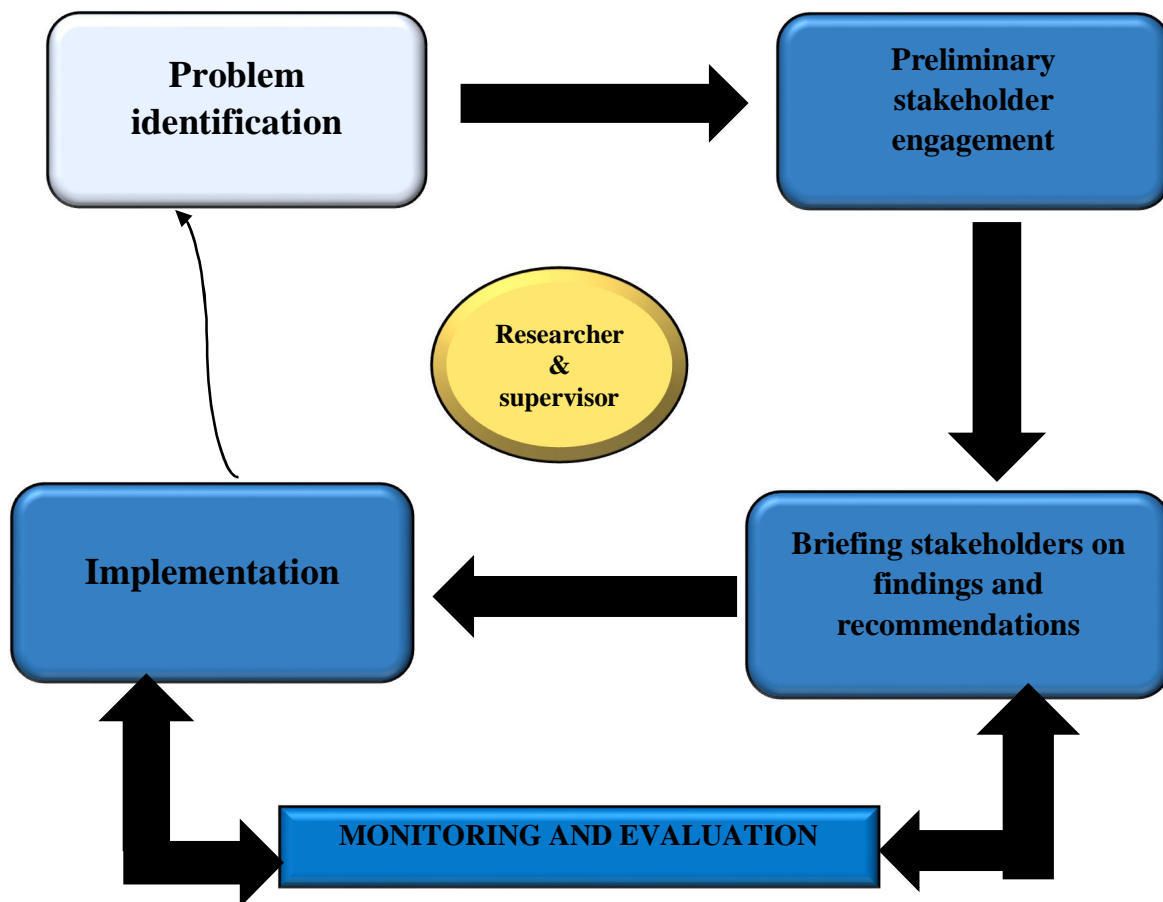 Problem
identification
Preliminary
stakeholder
engagement
Researcher
&
supervisor
Implementation
Briefing stakeholders on
findings and
recommendations
MONITORING AND EVALUATION